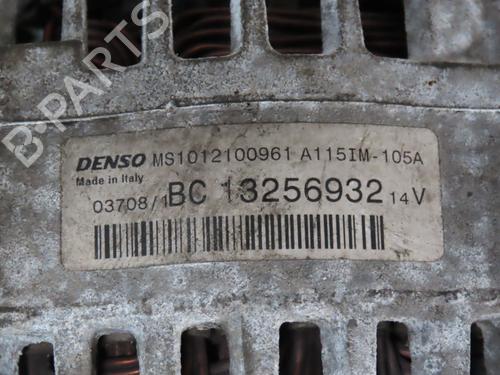 B-PARTS
DENSO MS1012100961 A115IM-105A
Made in Italy
03708/1 BC 13256932 14V